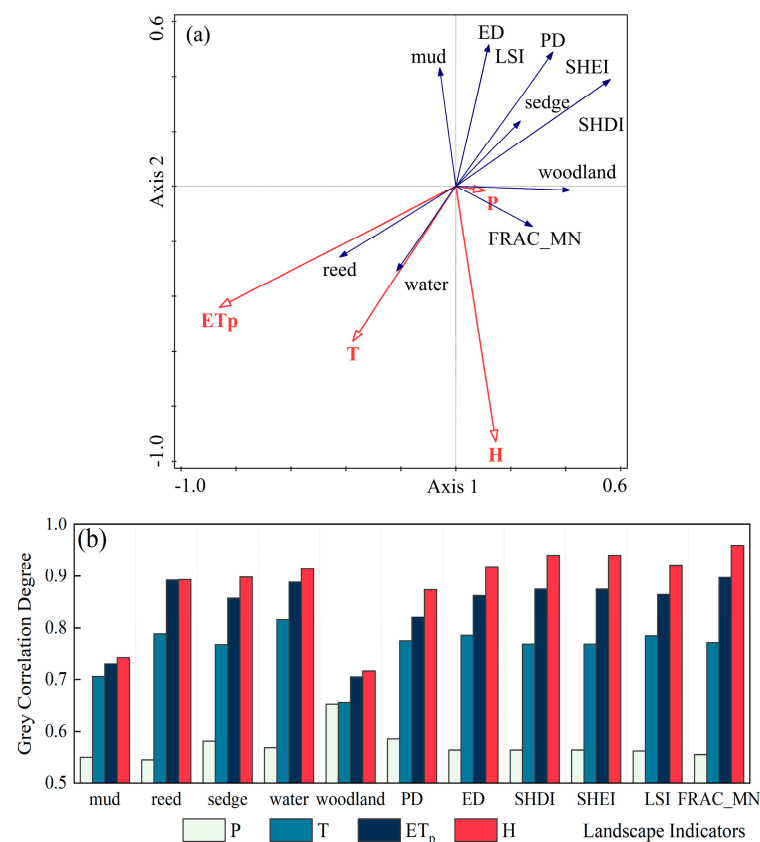 (a)
0.6
ED
PD
mud
LSI
SHEI
sedge
SHDI
Axis 2
woodland
P
FRAC_MN
reed
water
ETp
T
H
-1.0
-1.0
Axis 1
0.6
(b)
1.0
0.9
0.8
0.7
0.6
0.5
Grey Correlation Degree
mud reed sedge water woodland PD ED SHDI SHEI LSI FRAC_MN
P T ETp H Landscape Indicators